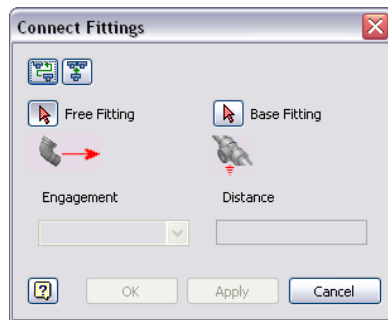 Connect Fittings
Free Fitting
Base Fitting
Engagement
Distance
?
OK
Apply
Cancel